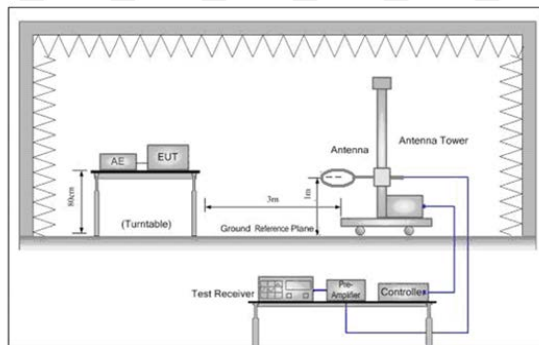 AE
EUT
80cm
(Turntable)
3m
Antenna
Antenna Tower
1m
Ground Reference Plane
Test Receiver
Pre-
Amplifier
Controller